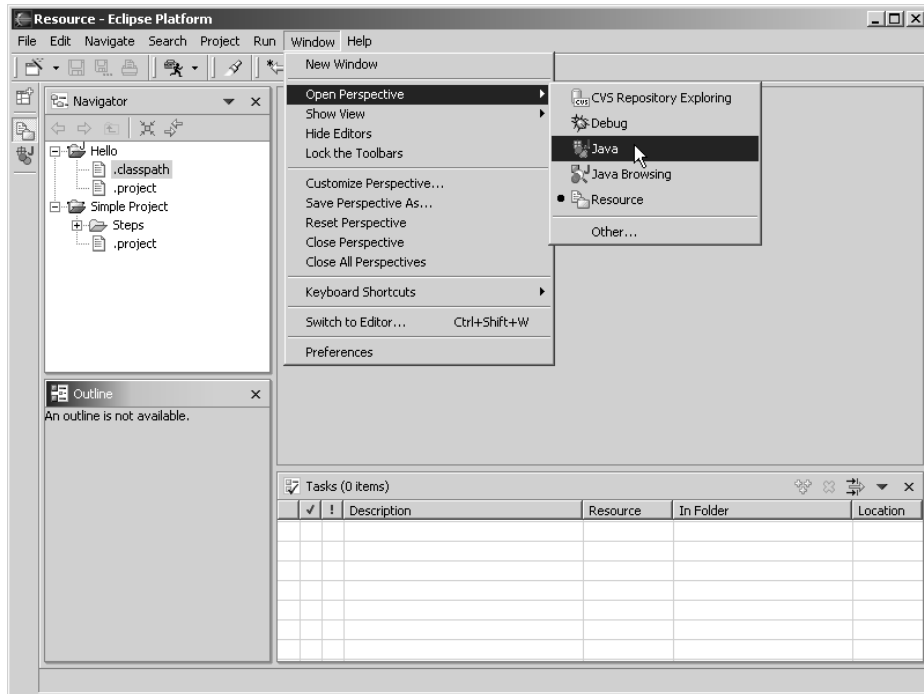 Resource - Eclipse Platform
File Edit Navigate Search Project Run Window Help
Navigator
Hello
.classpath
.project
Simple Project
Steps
.project
New Window
Open Perspective
Show View
Hide Editors
Lock the Toolbars
Customize Perspective...
Save Perspective As...
Reset Perspective
Close Perspective
Close All Perspectives
Keyboard Shortcuts
Switch to Editor... Ctrl+Shift+W
Preferences
CVS CVS Repository Exploring
Debug
Java
Java Browsing
Resource
Other...
Outline
An outline is not available.
Tasks (0 items)
✓ ! Description Resource In Folder Location